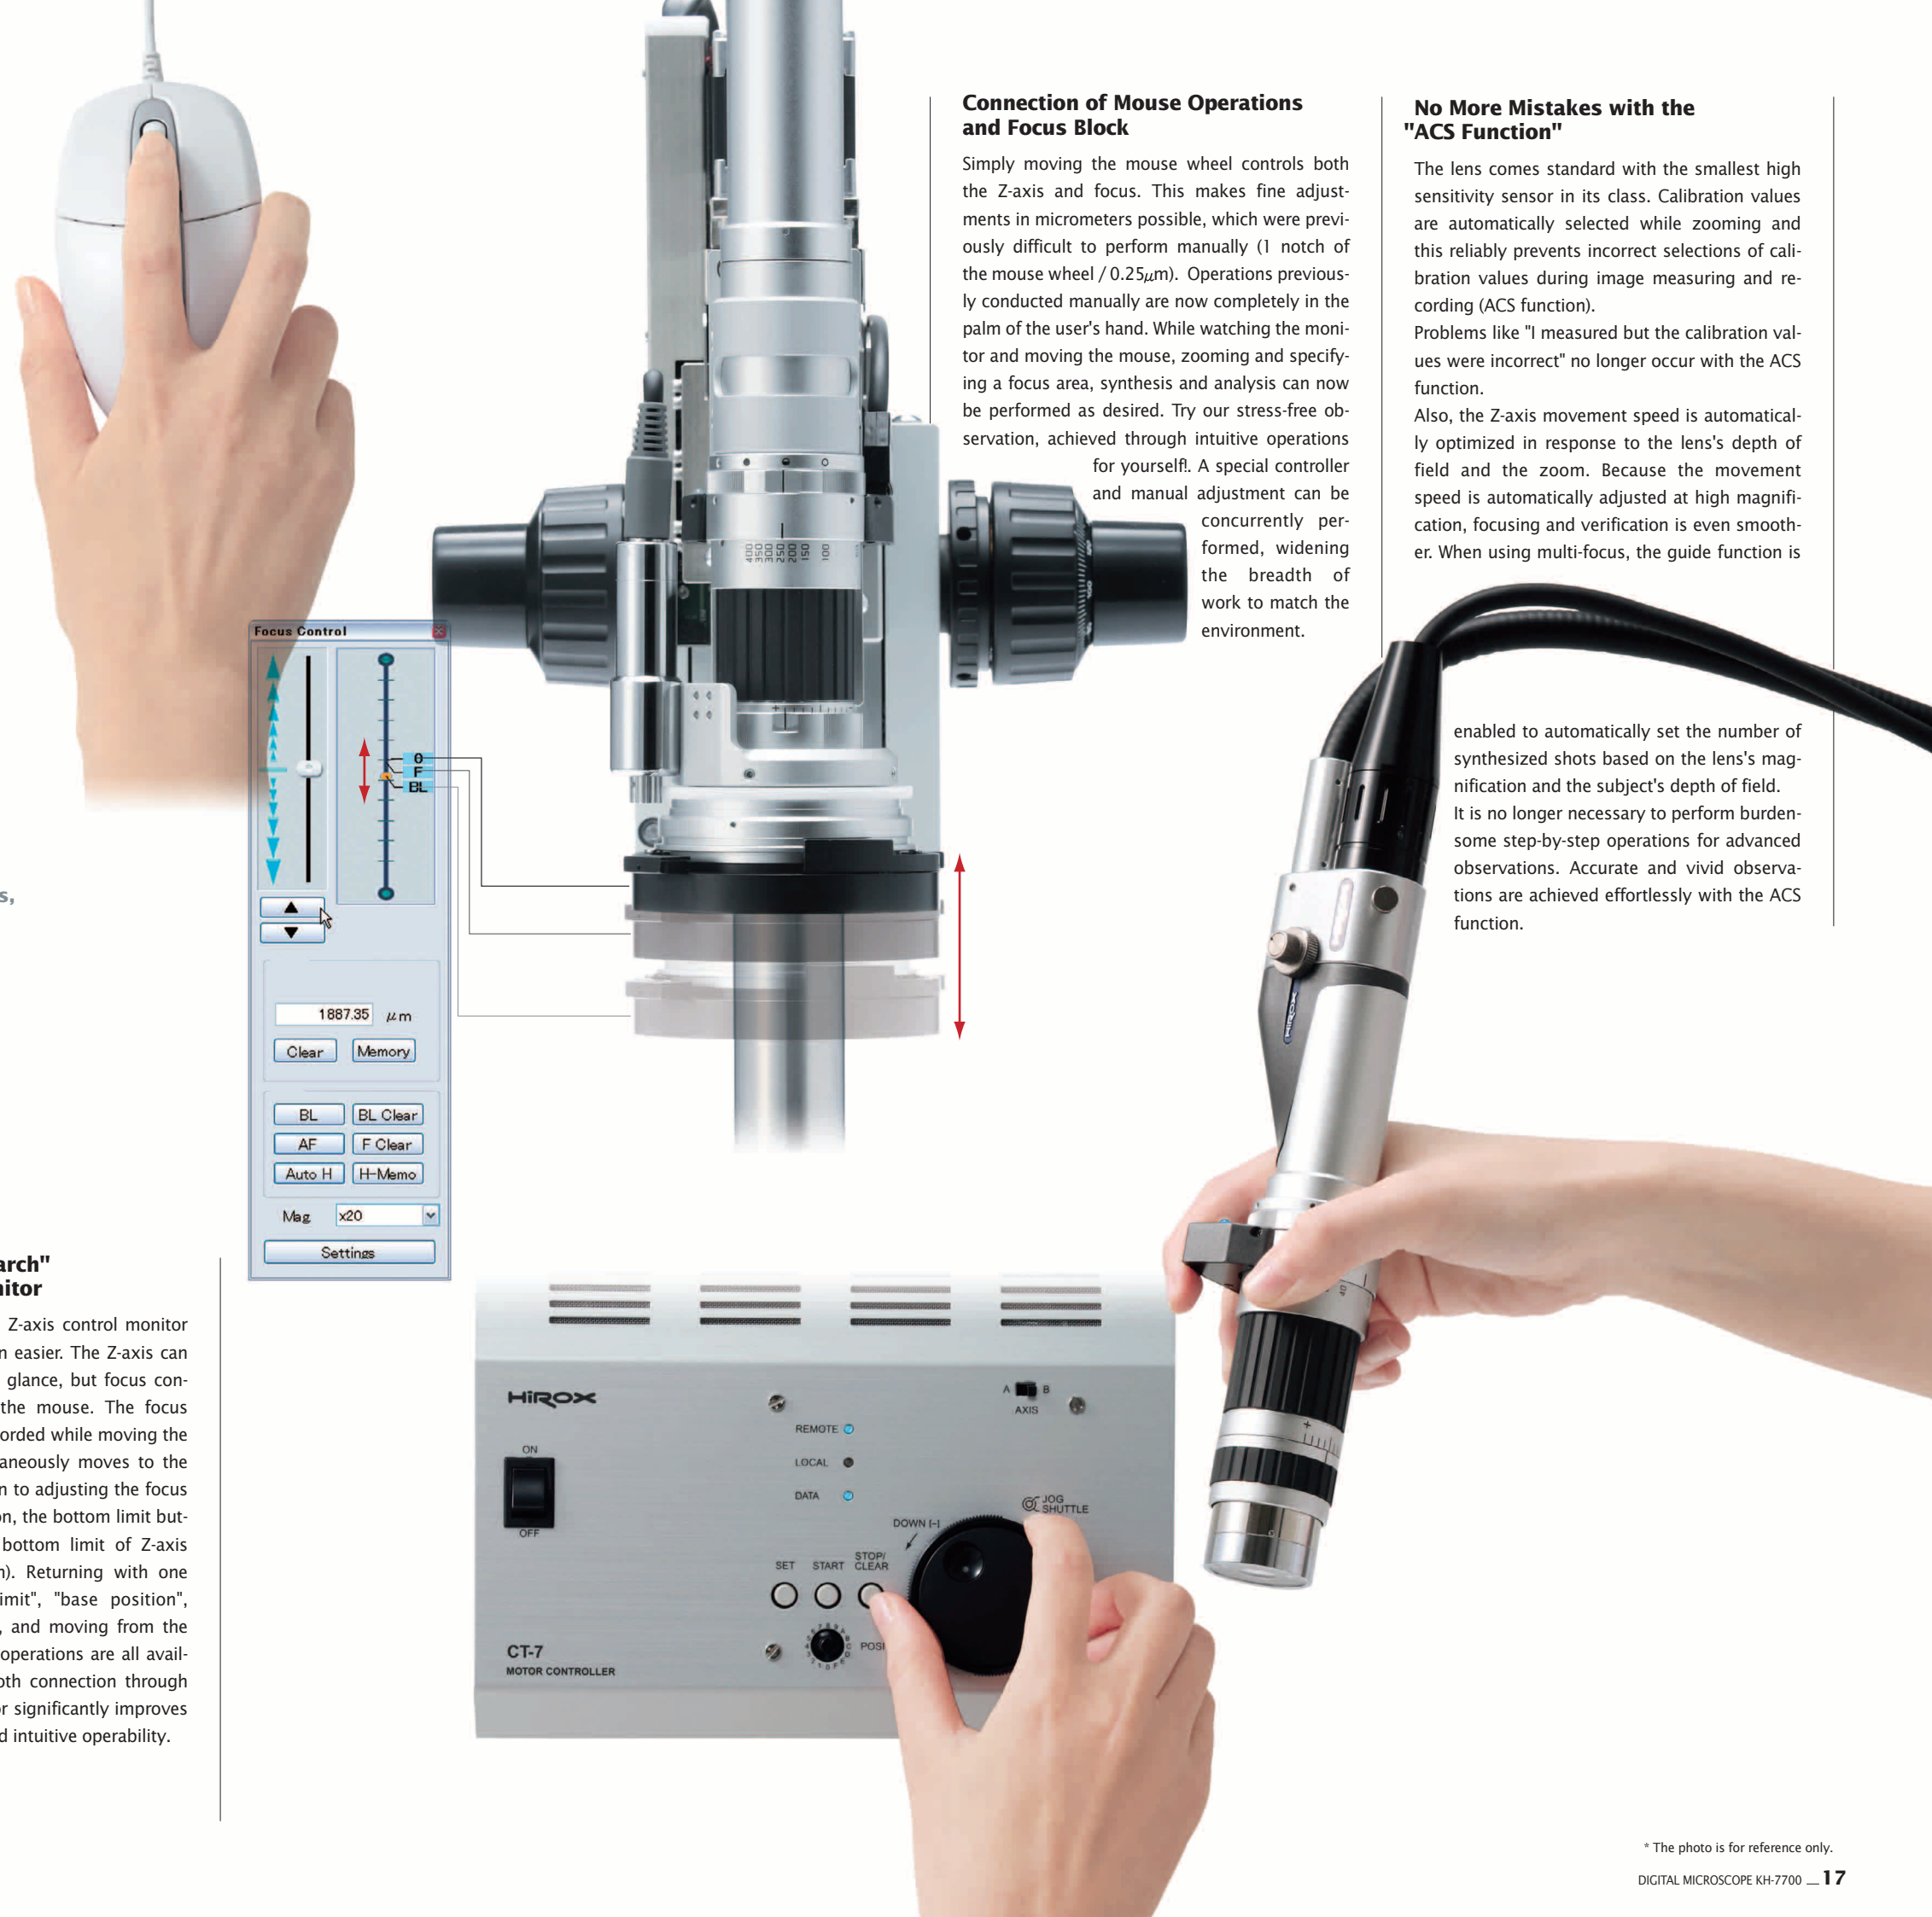 Connection of Mouse Operations
and Focus Block
Simply moving the mouse wheel controls both
the Z-axis and focus. This makes fine adjust-
ments in micrometers possible, which were previ-
ously difficult to perform manually (1 notch of
the mouse wheel / 0.25μm). Operations previous-
ly conducted manually are now completely in the
palm of the user's hand. While watching the moni-
tor and moving the mouse, zooming and specify-
ing a focus area, synthesis and analysis can now
be performed as desired. Try our stress-free ob-
servation, achieved through intuitive operations
for yourself!. A special controller
and manual adjustment can be
concurrently per-
formed, widening
the breadth of
work to match the
environment.
No More Mistakes with the
"ACS Function"
The lens comes standard with the smallest high
sensitivity sensor in its class. Calibration values
are automatically selected while zooming and
this reliably prevents incorrect selections of cali-
bration values during image measuring and re-
cording (ACS function).
Problems like "I measured but the calibration val-
ues were incorrect" no longer occur with the ACS
function.
Also, the Z-axis movement speed is automatical-
ly optimized in response to the lens's depth of
field and the zoom. Because the movement
speed is automatically adjusted at high magnifi-
cation, focusing and verification is even smooth-
er. When using multi-focus, the guide function is
enabled to automatically set the number of
synthesized shots based on the lens's mag-
nification and the subject's depth of field.
It is no longer necessary to perform burden-
some step-by-step operations for advanced
observations. Accurate and vivid observa-
tions are achieved effortlessly with the ACS
function.
400 350 300 250 200 150 100
Focus Control
0
F
BL
1887.35 μm
Clear Memory
BL BL Clear
AF F Clear
Auto H H-Memo
Mag x20
Settings
s,
arch"
nitor
Z-axis control monitor
n easier. The Z-axis can
glance, but focus con-
the mouse. The focus
orded while moving the
aneously moves to the
n to adjusting the focus
on, the bottom limit but-
bottom limit of Z-axis
n). Returning with one
imit", "base position",
, and moving from the
operations are all avail-
oth connection through
or significantly improves
d intuitive operability.
HIROX
ON
OFF
REMOTE
LOCAL
DATA
A B
AXIS
JOG
SHUTTLE
DOWN [-]
SET START STOP/
CLEAR
POSI
CT-7
MOTOR CONTROLLER
HIROX
40
* The photo is for reference only.
DIGITAL MICROSCOPE KH-7700 — 17